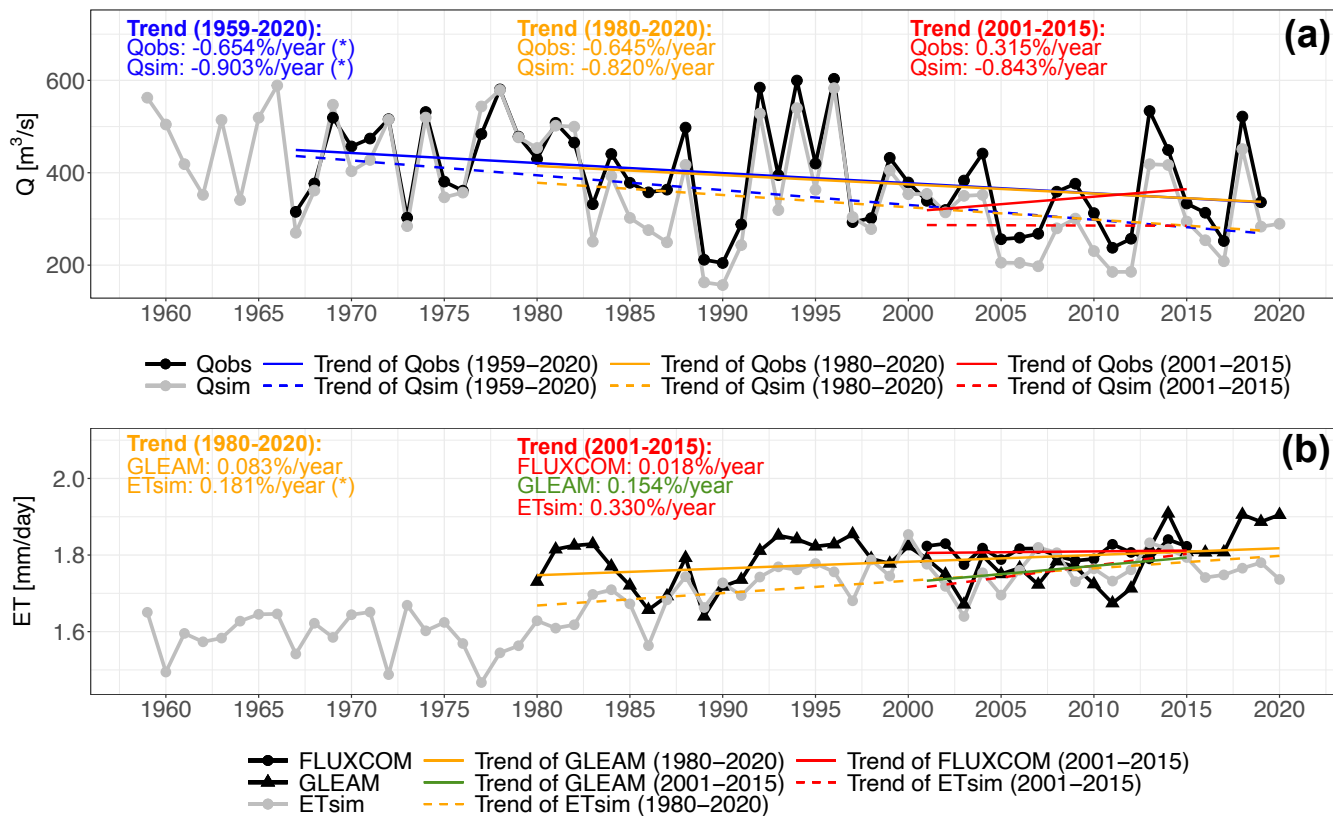 Trend (1959-2020): Trend (1980-2020): Trend (2001-2015): (a)
Qobs: -0.654%/year (*) Qobs: -0.645%/year Qobs: 0.315%/year
Qsim: -0.903%/year (*) Qsim: -0.820%/year Qsim: -0.843%/year
Q [m³/s]
600
400
200
1960 1965 1970 1975 1980 1985 1990 1995 2000 2005 2010 2015 2020
Qobs Trend of Qobs (1959−2020) Trend of Qobs (1980−2020) Trend of Qobs (2001−2015)
Qsim Trend of Qsim (1959−2020) Trend of Qsim (1980−2020) Trend of Qsim (2001−2015)
Trend (1980-2020): Trend (2001-2015): (b)
GLEAM: 0.083%/year FLUXCOM: 0.018%/year
ETsim: 0.181%/year (*) GLEAM: 0.154%/year
ETsim: 0.330%/year
ET [mm/day]
2.0
1.8
1.6
1960 1965 1970 1975 1980 1985 1990 1995 2000 2005 2010 2015 2020
FLUXCOM Trend of GLEAM (1980−2020) Trend of FLUXCOM (2001−2015)
GLEAM Trend of GLEAM (2001−2015) Trend of ETsim (2001−2015)
ETsim Trend of ETsim (1980−2020)